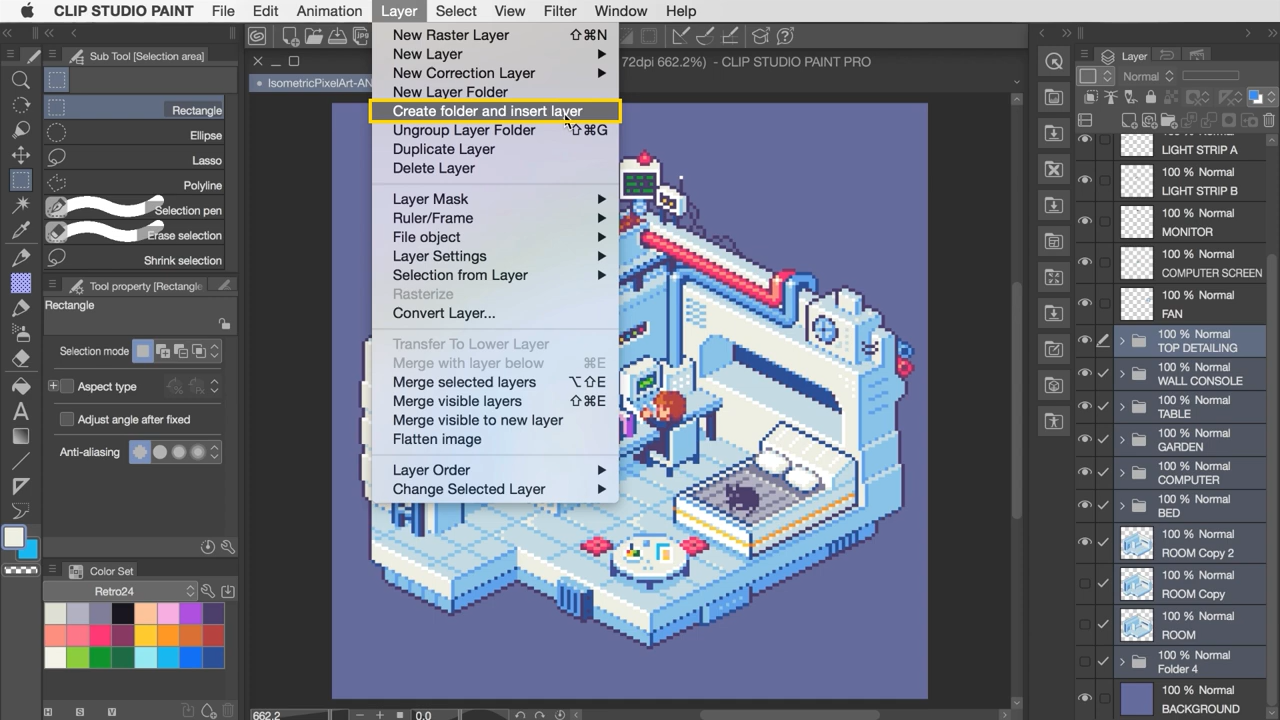 CLIP STUDIO PAINT File Edit Animation Layer Select View Filter Window Help
72dpi 662.2%) - CLIP STUDIO PAINT PRO
IsometricPixelArt-AN
Sub Tool [Selection area]
Rectangle
Ellipse
Lasso
Polyline
Selection pen
Erase selection
Shrink selection
Tool property [Rectangle
Rectangle
Selection mode
Aspect type
Adjust angle after fixed
Anti-aliasing
Color Set
Retro24
H S V
New Raster Layer ⇧⌘N
New Layer
New Correction Layer
New Layer Folder
Create folder and insert layer
Ungroup Layer Folder ⇧⌘G
Duplicate Layer
Delete Layer
Layer Mask
Ruler/Frame
File object
Layer Settings
Selection from Layer
Rasterize
Convert Layer...
Transfer To Lower Layer
Merge with layer below ⌘E
Merge selected layers ⌥⇧E
Merge visible layers ⇧⌘E
Merge visible to new layer
Flatten image
Layer Order
Change Selected Layer
662.2 0.0
Layer
Normal
LIGHT STRIP A
100 % Normal
LIGHT STRIP B
100 % Normal
MONITOR
100 % Normal
COMPUTER SCREEN
100 % Normal
FAN
100 % Normal
TOP DETAILING
100 % Normal
WALL CONSOLE
100 % Normal
TABLE
100 % Normal
GARDEN
100 % Normal
COMPUTER
100 % Normal
BED
100 % Normal
ROOM Copy 2
100 % Normal
ROOM Copy
100 % Normal
ROOM
100 % Normal
Folder 4
100 % Normal
BACKGROUND